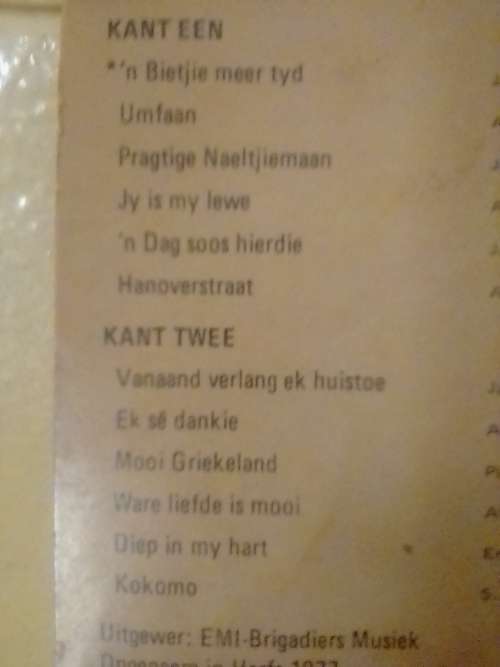 KANT EEN
*'n Bietjie meer tyd
Umfaan
Pragtige Naeltjiemaan
Jy is my lewe
'n Dag soos hierdie
Hanoverstraat
KANT TWEE
Vanaand verlang ek huistoe
Ek sê dankie
Mooi Griekeland
Ware liefde is mooi
Diep in my hart
Kokomo
Uitgewer: EMI-Brigadiers Musiek